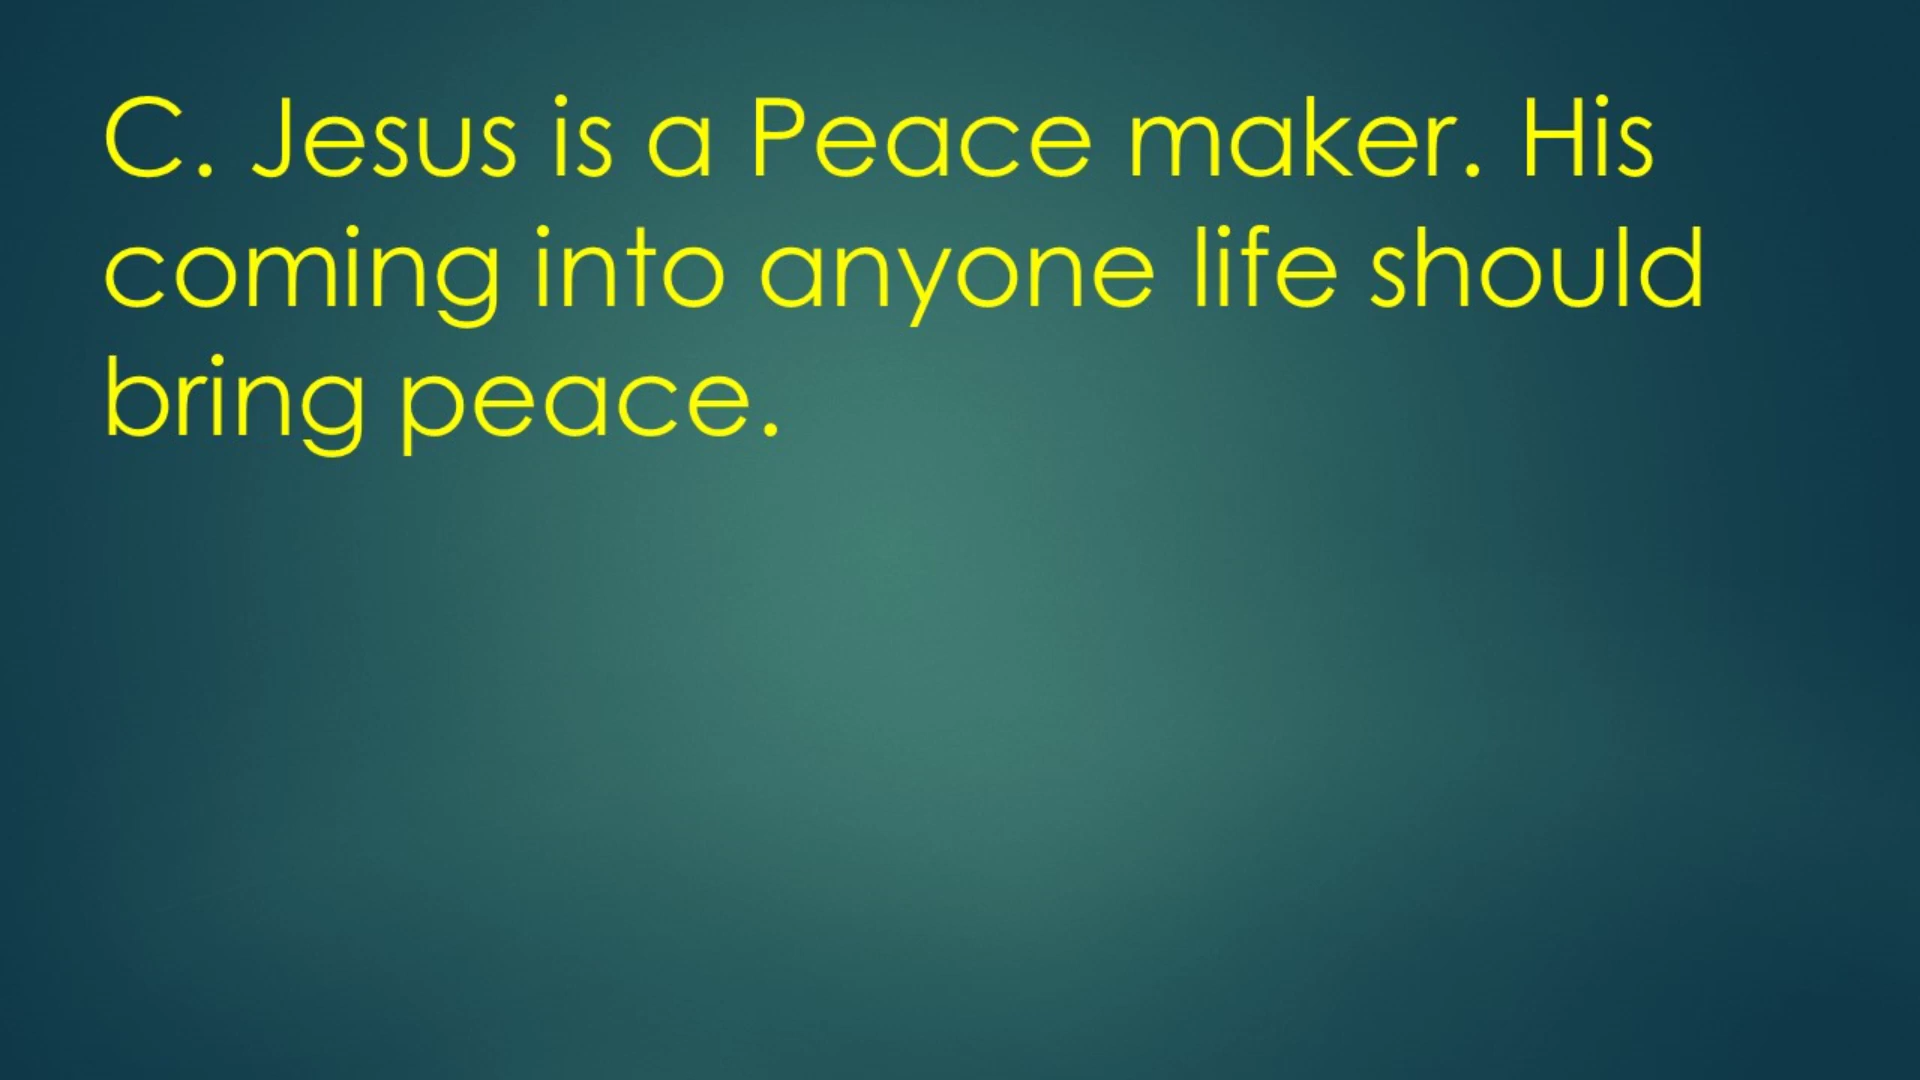 C. Jesus is a Peace maker. His
coming into anyone life should
bring peace.